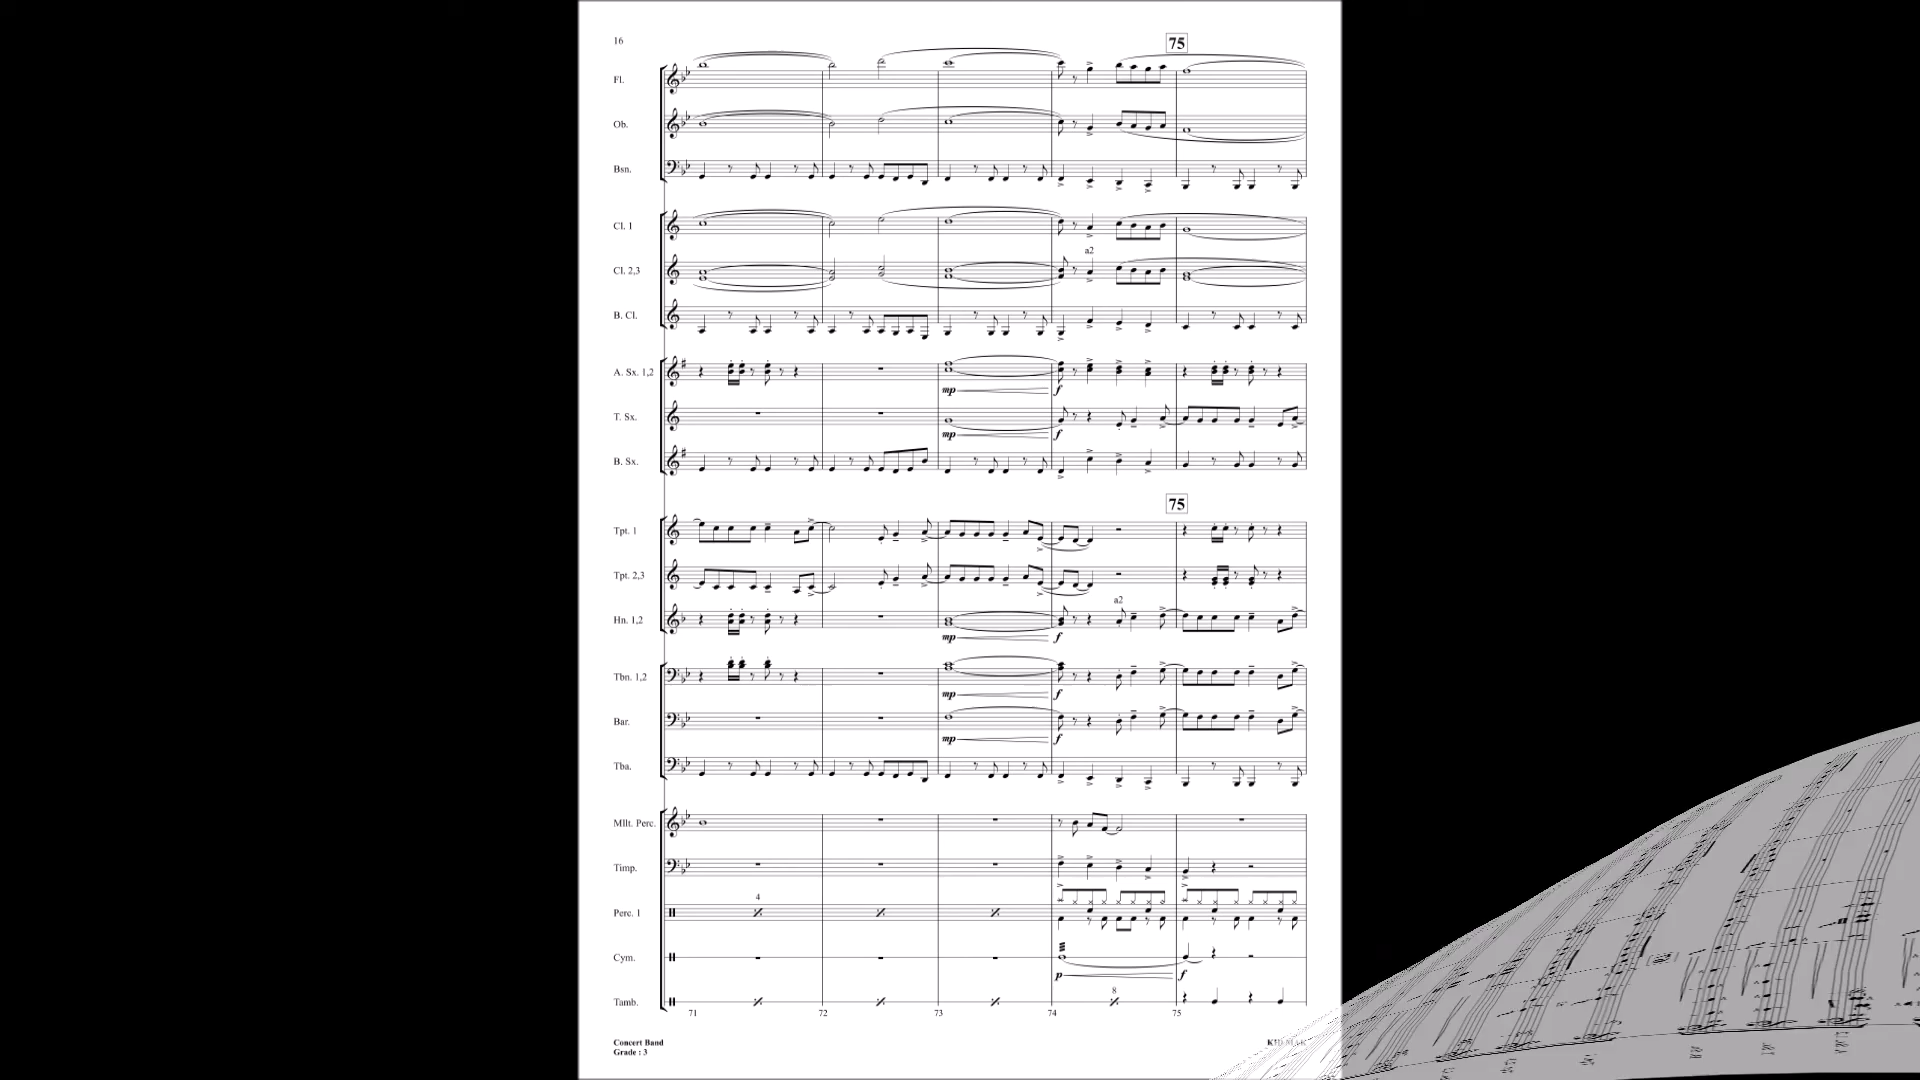 16
75
Fl.
Ob.
Bsn.
Cl. 1
a2
Cl. 2,3
B. Cl.
A. Sx. 1,2
mp f
T. Sx.
mp f
B. Sx.
75
Tpt. 1
Tpt. 2,3
a2
Hn. 1,2
mp f
Tbn. 1,2
mp f
Bar.
mp f
Tba.
Mllt. Perc.
Timp.
4
Perc. 1
Cym.
p f
8
Tamb.
71 72 73 74 75
Concert Band
Grade : 3